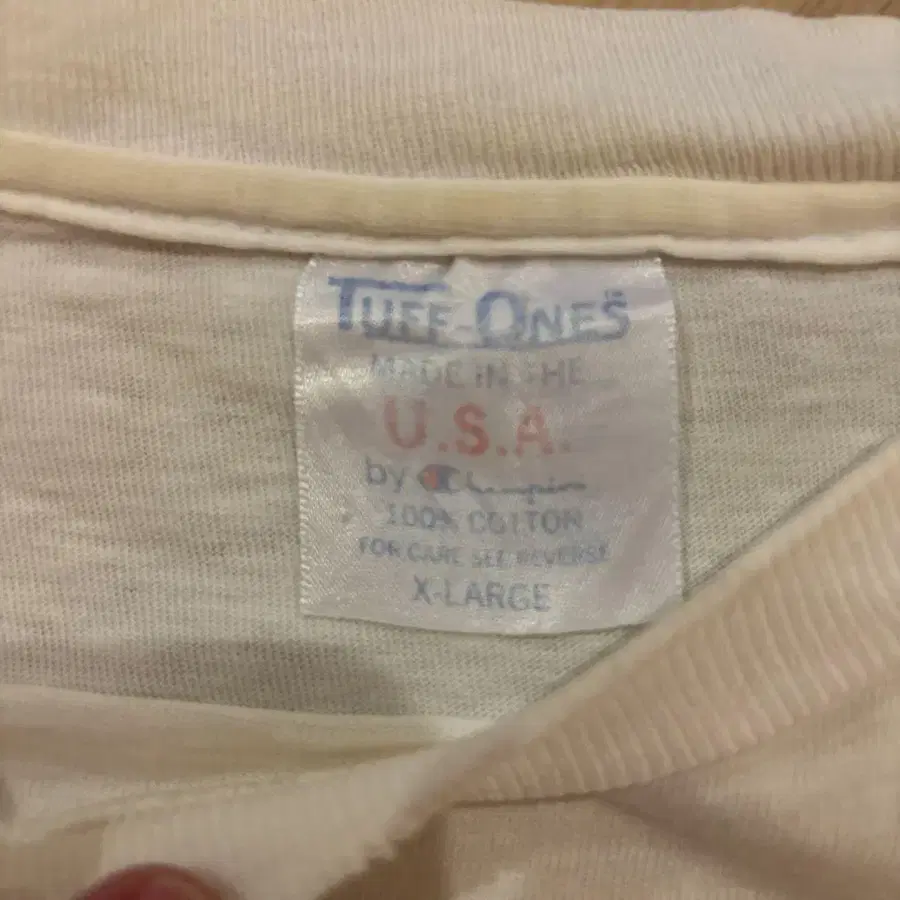 TUFF-ONES
MADE IN THE
U.S.A.
by Champion
100% COTTON
FOR CARE SEE REVERSE
X-LARGE